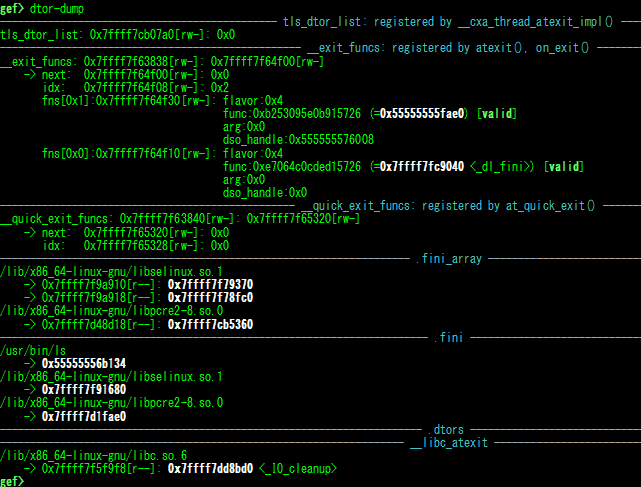 gef> dtor-dump
tls_dtor_list: registered by __cxa_thread_atexit_impl()
tls_dtor_list: 0x7ffff7cb07a0[rw-]: 0x0
__exit_funcs: registered by atexit(), on_exit()
__exit_funcs: 0x7ffff7f63838[rw-]: 0x7ffff7f64f00[rw-]
-> next: 0x7ffff7f64f00[rw-]: 0x0
idx: 0x7ffff7f64f08[rw-]: 0x2
fns[0x1]:0x7ffff7f64f30[rw-]: flavor:0x4
func:0xb253095e0b915726 (=0x55555555fae0) [valid]
arg:0x0
dso_handle:0x555555576008
fns[0x0]:0x7ffff7f64f10[rw-]: flavor:0x4
func:0xe7064c0cded15726 (=0x7ffff7fc9040 <_dl_fini>) [valid]
arg:0x0
dso_handle:0x0
__quick_exit_funcs: registered by at_quick_exit()
__quick_exit_funcs: 0x7ffff7f63840[rw-]: 0x7ffff7f65320[rw-]
-> next: 0x7ffff7f65320[rw-]: 0x0
idx: 0x7ffff7f65328[rw-]: 0x0
.fini_array
/lib/x86_64-linux-gnu/libselinux.so.1
-> 0x7ffff7f9a910[r--]: 0x7ffff7f79370
-> 0x7ffff7f9a918[r--]: 0x7ffff7f78fc0
/lib/x86_64-linux-gnu/libpcre2-8.so.0
-> 0x7ffff7d48d18[r--]: 0x7ffff7cb5360
.fini
/usr/bin/ls
-> 0x55555556b134
/lib/x86_64-linux-gnu/libselinux.so.1
-> 0x7ffff7f91680
/lib/x86_64-linux-gnu/libpcre2-8.so.0
-> 0x7ffff7d1fae0
.dtors
__libc_atexit
/lib/x86_64-linux-gnu/libc.so.6
-> 0x7ffff7f5f9f8[r--]: 0x7ffff7dd8bd0 <_IO_cleanup>
gef>